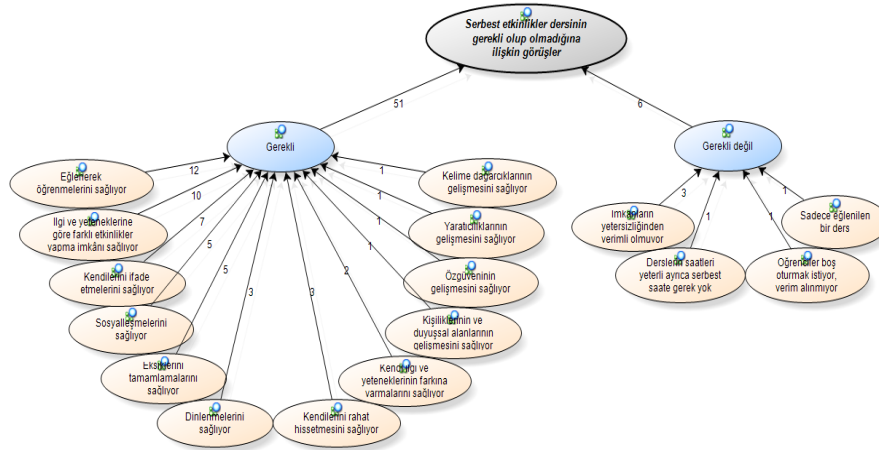 Serbest etkinlikler dersinin
gerekli olup olmadığına
ilişkin görüşler
51
6
Gerekli
Gerekli değil
12
10
7
5
5
3
3
2
1
1
1
1
3
1
1
1
Eğlenerek
öğrenmelerini sağlıyor
İlgi ve yeteneklerine
göre farklı etkinlikler
yapma imkânı sağlıyor
Kendilerini ifade
etmelerini sağlıyor
Sosyalleşmelerini
sağlıyor
Eksiklerini
tamamlamalarını
sağlıyor
Dinlenmelerini
sağlıyor
Kendilerini rahat
hissetmesini sağlıyor
Kendi ilgi ve
yeteneklerinin farkına
varmalarını sağlıyor
Kişiliklerinin ve
duyuşsal alanlarının
gelişmesini sağlıyor
Özgüveninin
gelişmesini sağlıyor
Yaratıcılıklarının
gelişmesini sağlıyor
Kelime dağarcıklarının
gelişmesini sağlıyor
İmkanların
yetersizliğinden
verimli olmuyor
Derslerin saatleri
yeterli ayrıca serbest
saate gerek yok
Öğrenciler boş
oturmak istiyor,
verim alınmıyor
Sadece eğlenilen
bir ders